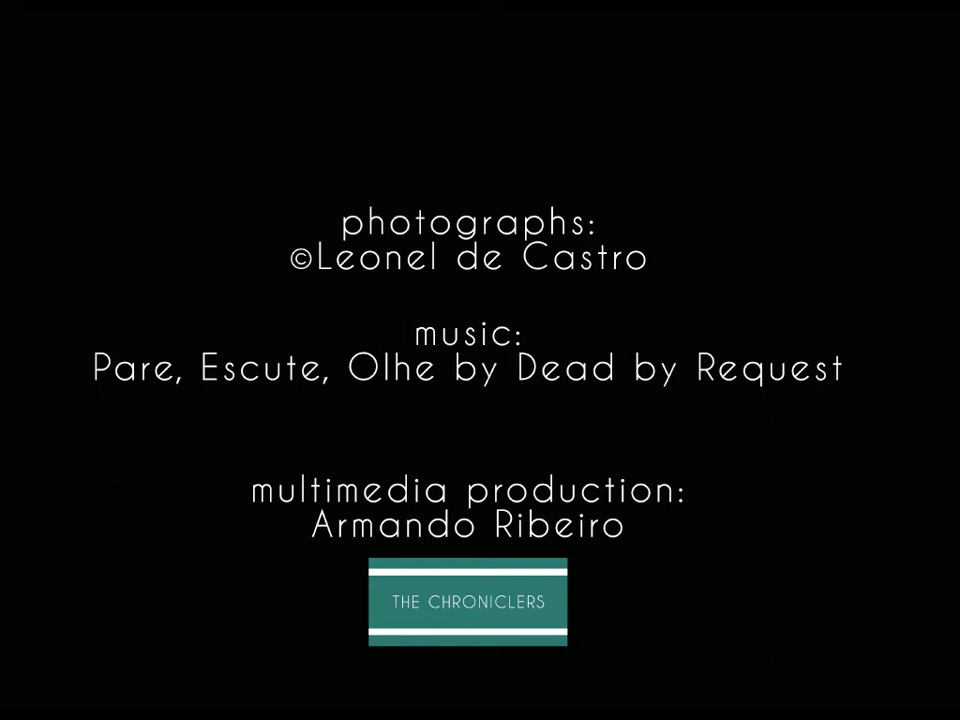 photographs:
©Leonel de Castro
music:
Pare, Escute, Olhe by Dead by Request
multimedia production:
Armando Ribeiro
THE CHRONICLERS